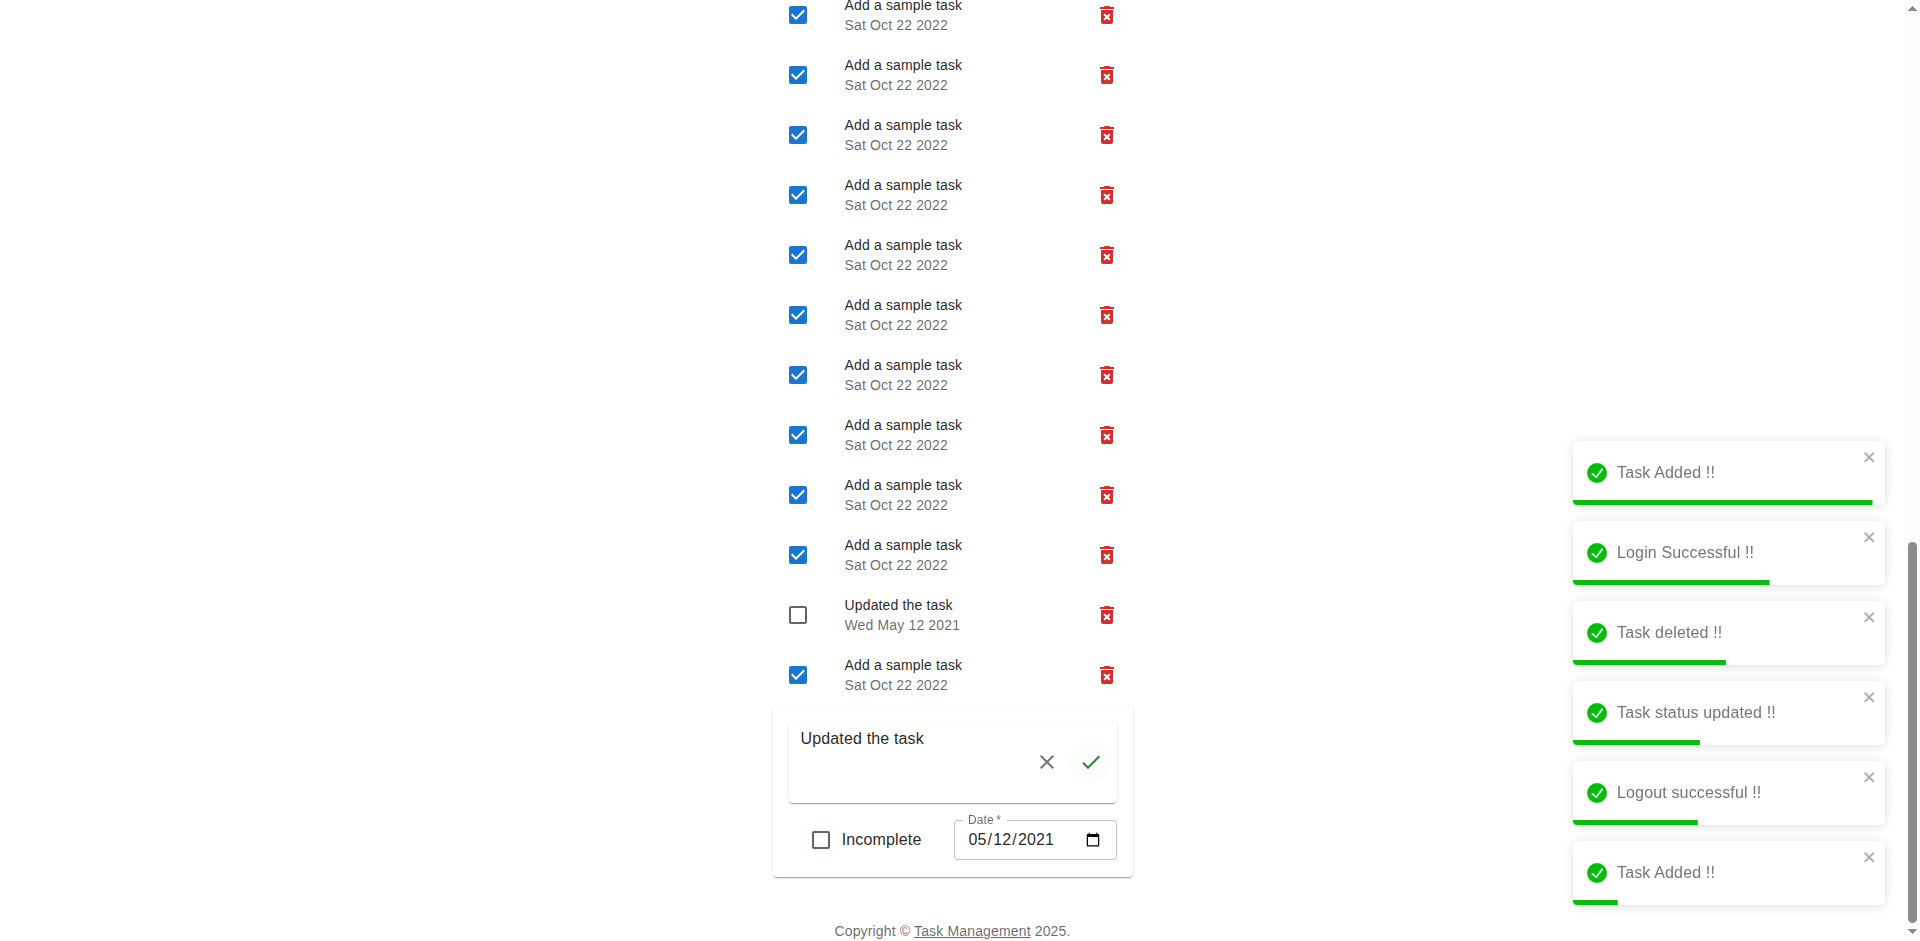 Add a sample task
Sat Oct 22 2022
Add a sample task
Sat Oct 22 2022
Add a sample task
Sat Oct 22 2022
Add a sample task
Sat Oct 22 2022
Add a sample task
Sat Oct 22 2022
Add a sample task
Sat Oct 22 2022
Add a sample task
Sat Oct 22 2022
Add a sample task
Sat Oct 22 2022
Add a sample task
Sat Oct 22 2022
Add a sample task
Sat Oct 22 2022
Updated the task
Wed May 12 2021
Add a sample task
Sat Oct 22 2022
Updated the task
Incomplete
Date *
05/12/2021
Copyright © Task Management 2025.
Task Added !!
Login Successful !!
Task deleted !!
Task status updated !!
Logout successful !!
Task Added !!